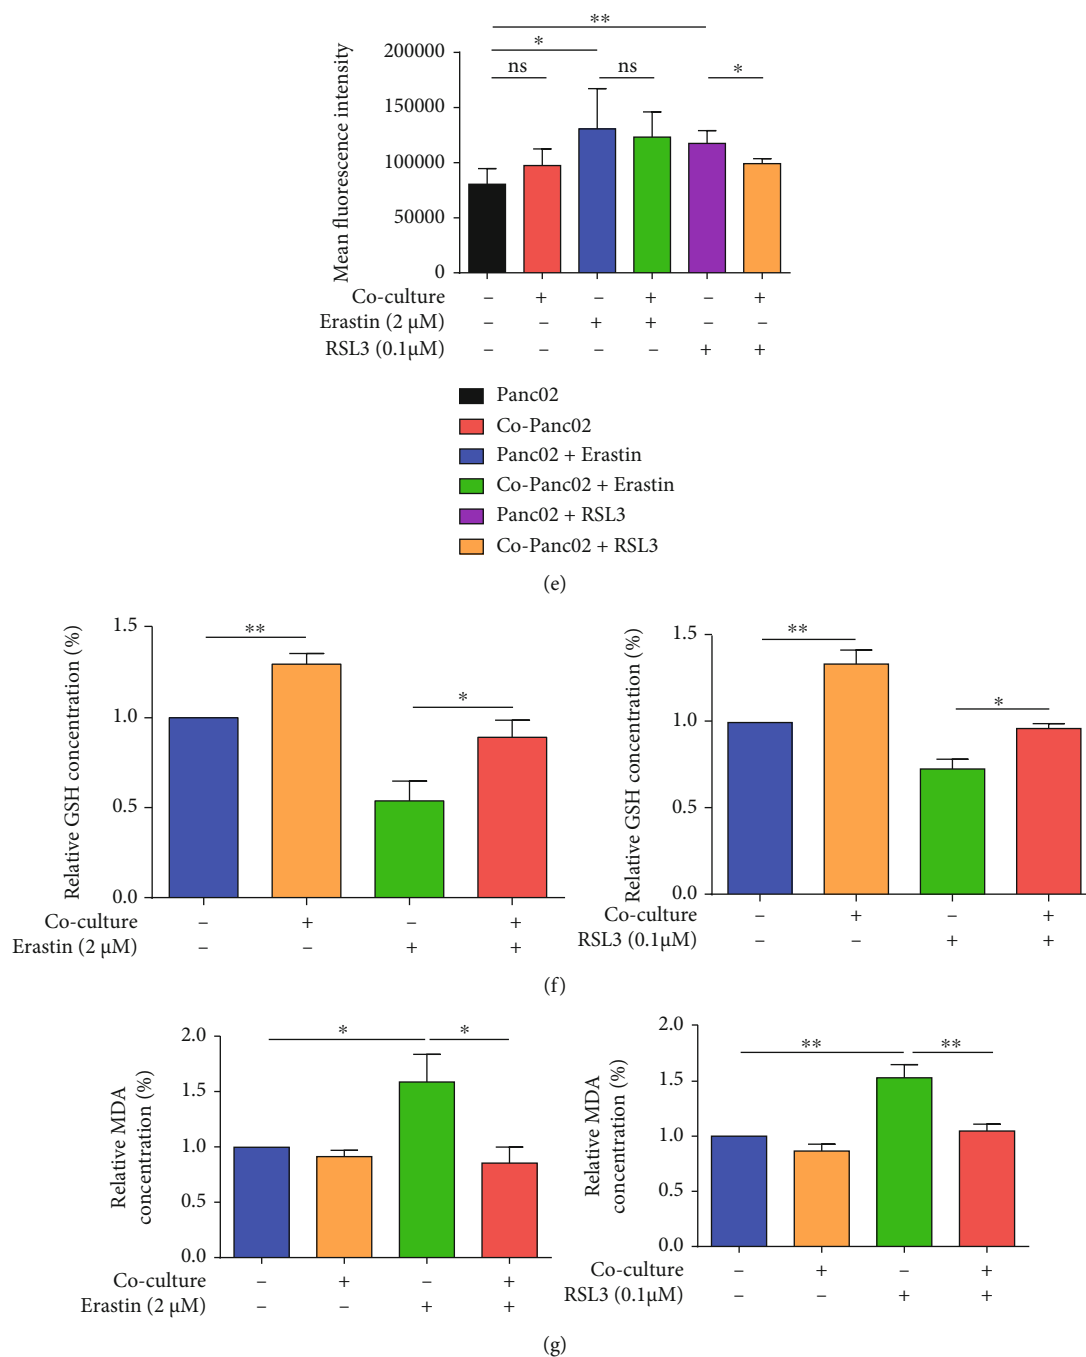 **
*
ns
ns
*
Mean fluorescence intensity
200000
150000
100000
50000
0
Co-culture – + – + – +
Erastin (2 μM) – – + + – –
RSL3 (0.1μM) – – – – + +
Panc02
Co-Panc02
Panc02 + Erastin
Co-Panc02 + Erastin
Panc02 + RSL3
Co-Panc02 + RSL3
(e)
Relative GSH concentration (%)
1.5
1.0
0.5
0.0
**
*
Co-culture – + – +
Erastin (2 μM) – – + +
Relative GSH concentration (%)
1.5
1.0
0.5
0.0
**
*
Co-culture – + – +
RSL3 (0.1μM) – – + +
(f)
Relative MDA
concentration (%)
2.0
1.5
1.0
0.5
0.0
*
*
Co-culture – + – +
Erastin (2 μM) – – + +
Relative MDA
concentration (%)
2.0
1.5
1.0
0.5
0.0
**
**
Co-culture – + – +
RSL3 (0.1μM) – – + +
(g)